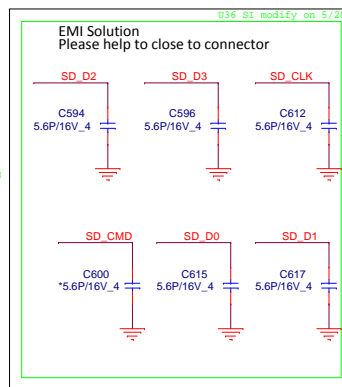 U36 SI modify on 5/2
EMI Solution
Please help to close to connector
SD_D2 SD_D3 SD_CLK
C594 C596 C612
5.6P/16V_4 5.6P/16V_4 5.6P/16V_4
SD_CMD SD_D0 SD_D1
C600 C615 C617
*5.6P/16V_4 5.6P/16V_4 5.6P/16V_4